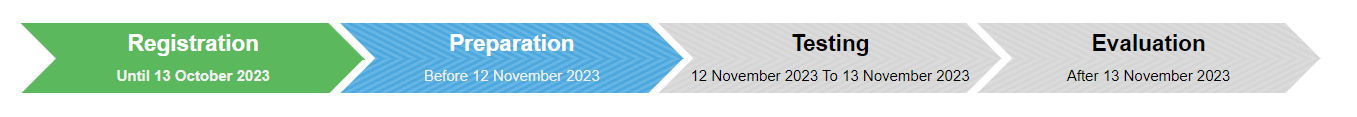 Registration
Until 13 October 2023
Preparation
Before 12 November 2023
Testing
12 November 2023 To 13 November 2023
Evaluation
After 13 November 2023